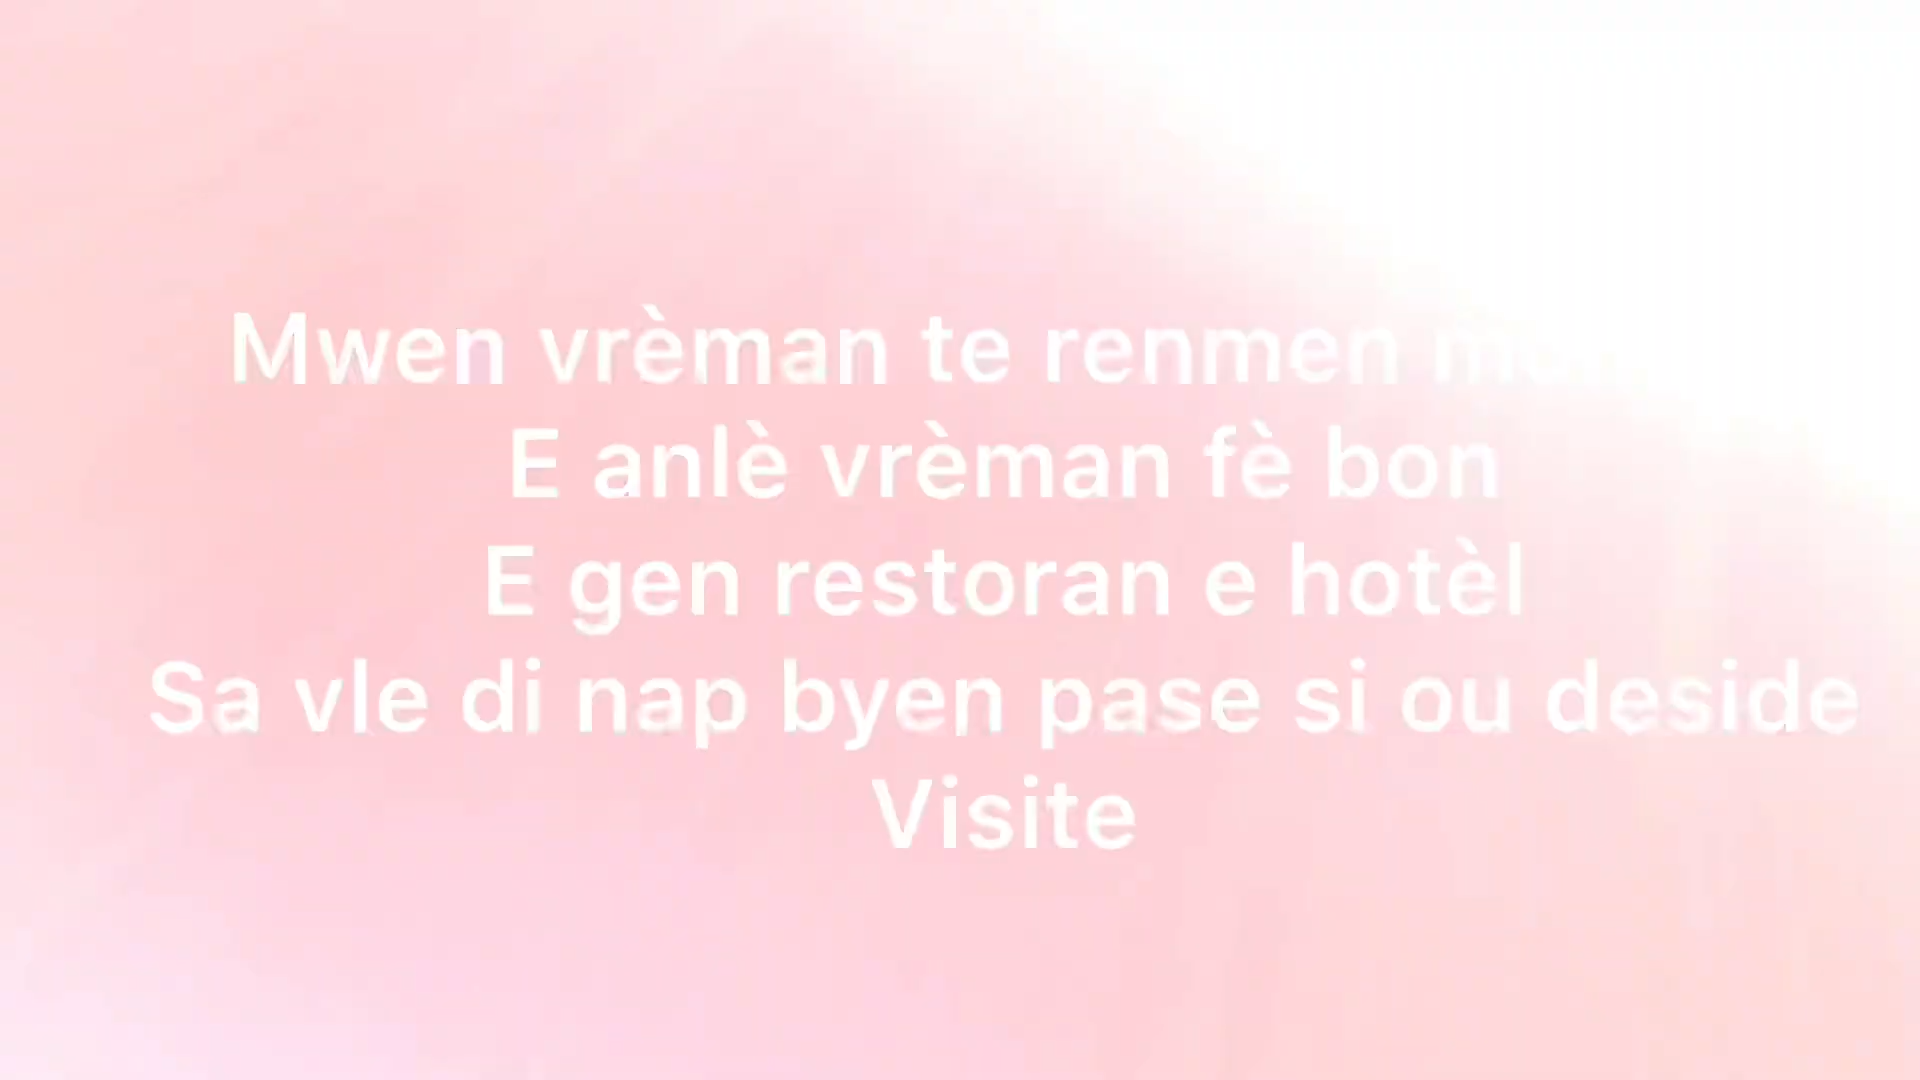 Mwen vrèman te renmen
E anlè vrèman fè bon
E gen restoran e hotèl
Sa vle di nap byen pase si ou deside
Visite